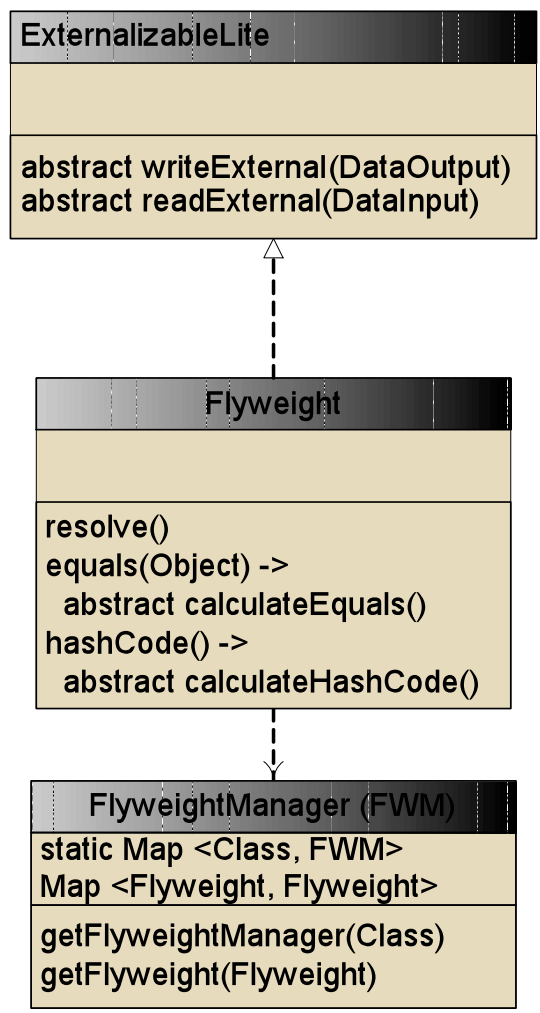 ExternalizableLite
abstract writeExternal(DataOutput)
abstract readExternal(DataInput)
Flyweight
resolve()
equals(Object) ->
abstract calculateEquals()
hashCode() ->
abstract calculateHashCode()
FlyweightManager (FWM)
static Map <Class, FWM>
Map <Flyweight, Flyweight>
getFlyweightManager(Class)
getFlyweight(Flyweight)